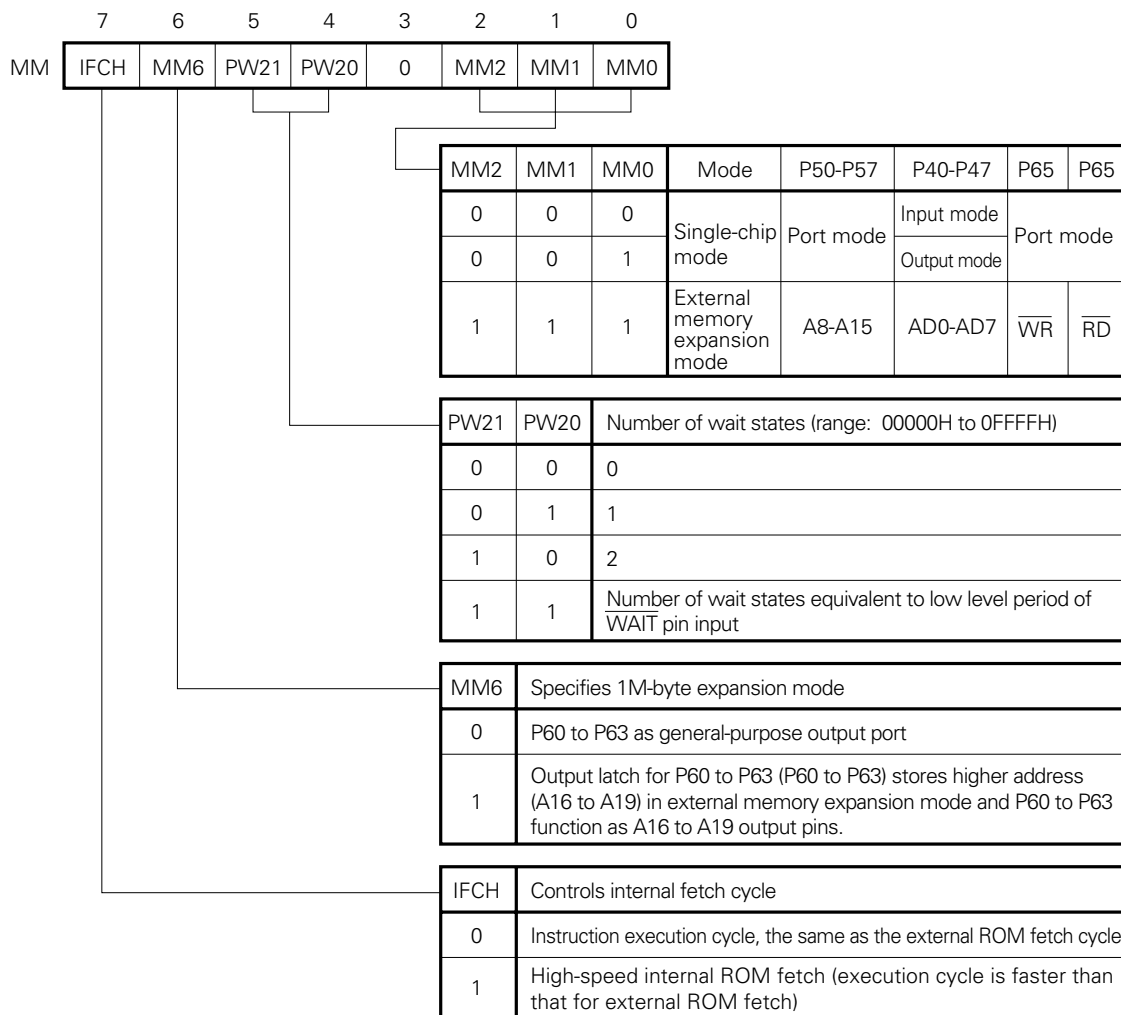 7 6 5 4 3 2 1 0
MM IFCH MM6 PW21 PW20 0 MM2 MM1 MM0
MM2 MM1 MM0 Mode P50-P57 P40-P47 P65 P65
0 0 0 Single-chip mode Port mode Input mode Port mode
0 0 1 Output mode
1 1 1 External memory expansion mode A8-A15 AD0-AD7 WR RD
PW21 PW20 Number of wait states (range: 00000H to 0FFFFH)
0 0 0
0 1 1
1 0 2
1 1 Number of wait states equivalent to low level period of
WAIT pin input
MM6 Specifies 1M-byte expansion mode
0 P60 to P63 as general-purpose output port
1 Output latch for P60 to P63 (P60 to P63) stores higher address
(A16 to A19) in external memory expansion mode and P60 to P63
function as A16 to A19 output pins.
IFCH Controls internal fetch cycle
0 Instruction execution cycle, the same as the external ROM fetch cycle
1 High-speed internal ROM fetch (execution cycle is faster than
that for external ROM fetch)